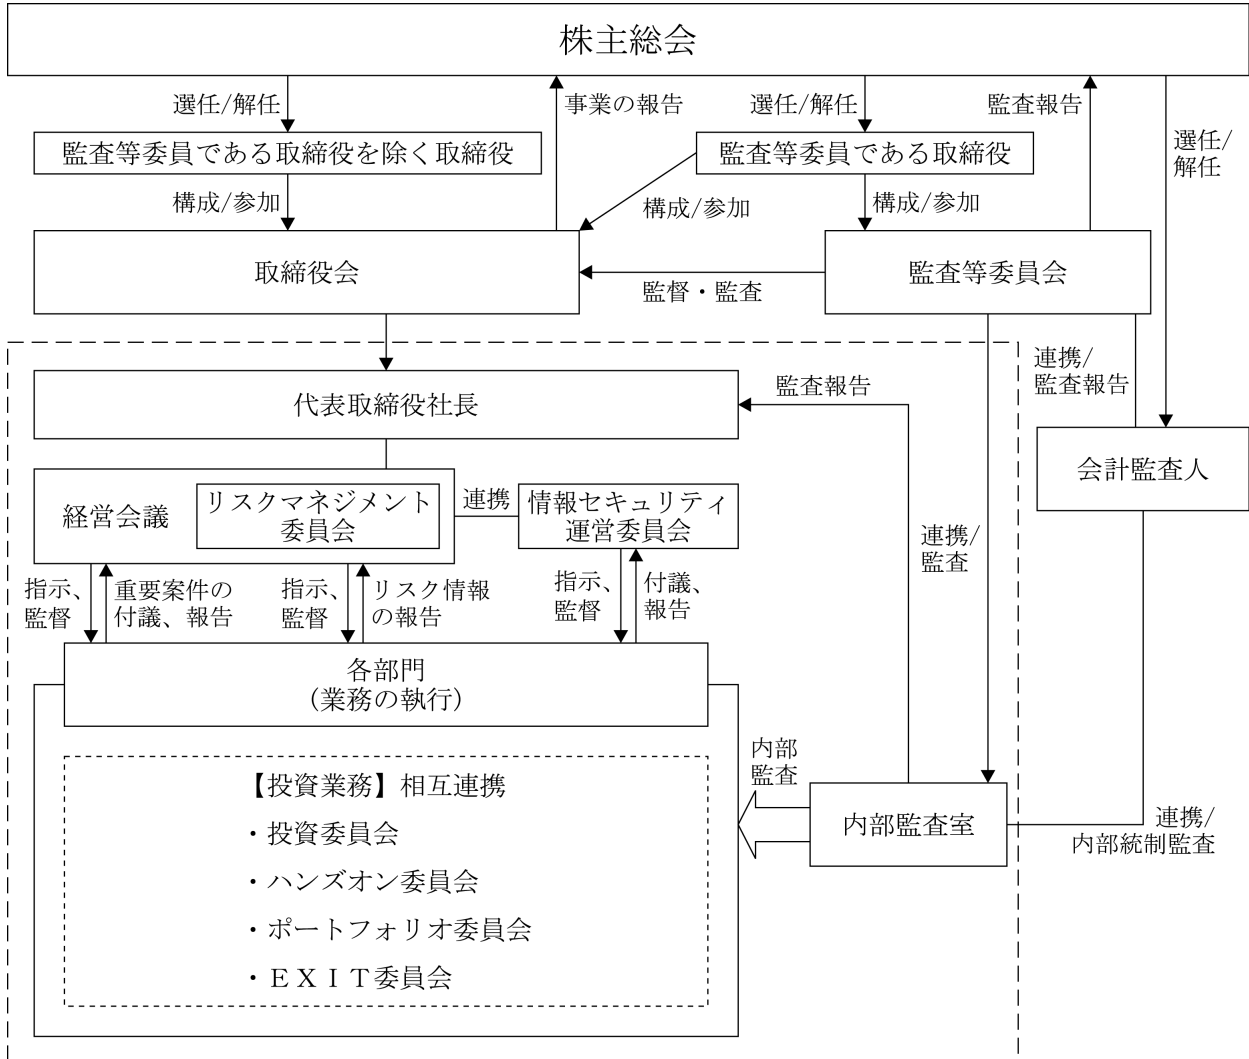 株主総会
選任/解任
事業の報告
選任/解任
監査報告
選任/
解任
監査等委員である取締役を除く取締役
監査等委員である取締役
構成/参加
構成/参加
構成/参加
取締役会
監査等委員会
監督・監査
連携/
監査報告
代表取締役社長
監査報告
会計監査人
経営会議
リスクマネジメント
委員会
連携
情報セキュリティ
運営委員会
連携/
監査
指示、
監督
重要案件の
付議、報告
指示、
監督
リスク情報
の報告
指示、
監督
付議、
報告
各部門
(業務の執行)
内部
監査
内部監査室
連携/
内部統制監査
【投資業務】相互連携
・投資委員会
・ハンズオン委員会
・ポートフォリオ委員会
・ＥＸＩＴ委員会